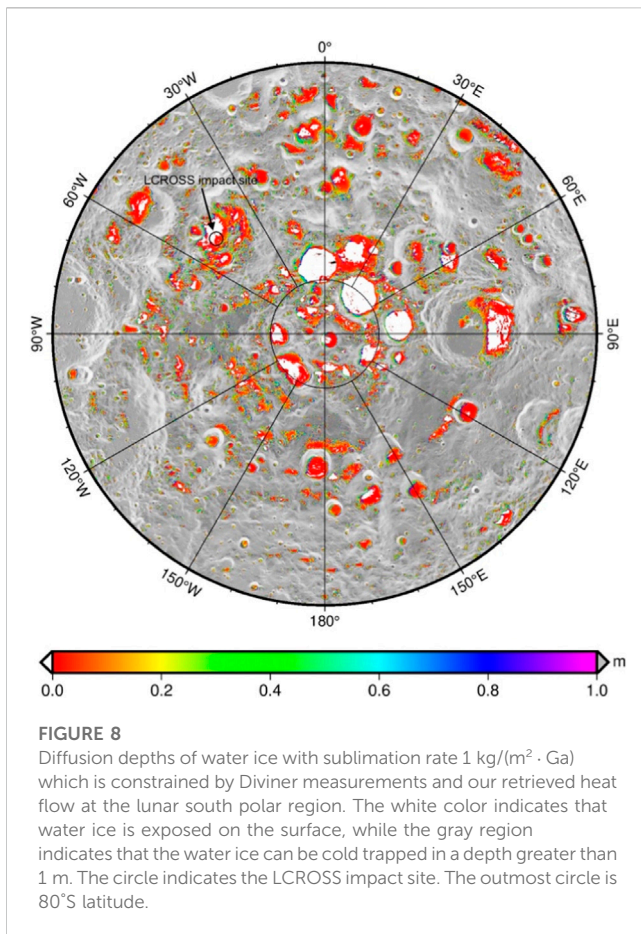 0°
30°W
30°E
LCROSS impact site
60°W
60°E
90°W
90°E
120°W
120°E
150°W
150°E
180°
m
0.0 0.2 0.4 0.6 0.8 1.0
FIGURE 8
Diffusion depths of water ice with sublimation rate 1 kg/(m² · Ga)
which is constrained by Diviner measurements and our retrieved heat
flow at the lunar south polar region. The white color indicates that
water ice is exposed on the surface, while the gray region
indicates that the water ice can be cold trapped in a depth greater than
1 m. The circle indicates the LCROSS impact site. The outmost circle is
80°S latitude.